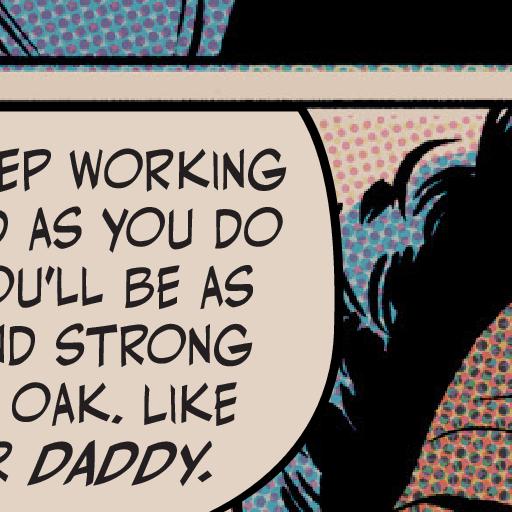 EP WORKING
D AS YOU DO
OU'LL BE AS
ND STRONG
OAK. LIKE
R DADDY.